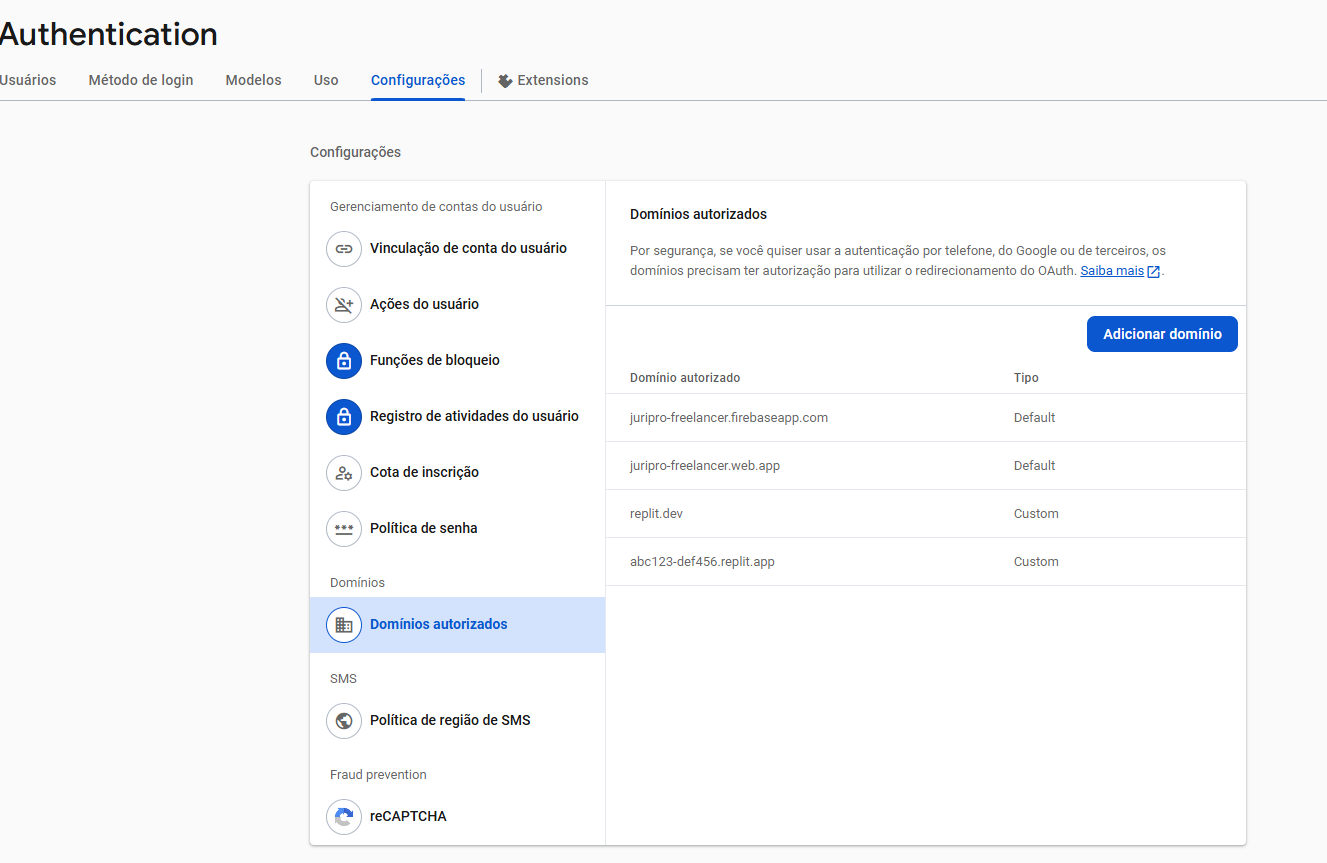 Authentication
Usuários
Método de login
Modelos
Uso
Configurações
Extensions
Configurações
Gerenciamento de contas do usuário
Vinculação de conta do usuário
Ações do usuário
Funções de bloqueio
Registro de atividades do usuário
Cota de inscrição
Política de senha
Domínios
Domínios autorizados
SMS
Política de região de SMS
Fraud prevention
reCAPTCHA
Domínios autorizados
Por segurança, se você quiser usar a autenticação por telefone, do Google ou de terceiros, os
domínios precisam ter autorização para utilizar o redirecionamento do OAuth. Saiba mais.
Adicionar domínio
Domínio autorizado Tipo
juripro-freelancer.firebaseapp.com Default
juripro-freelancer.web.app Default
replit.dev Custom
abc123-def456.replit.app Custom